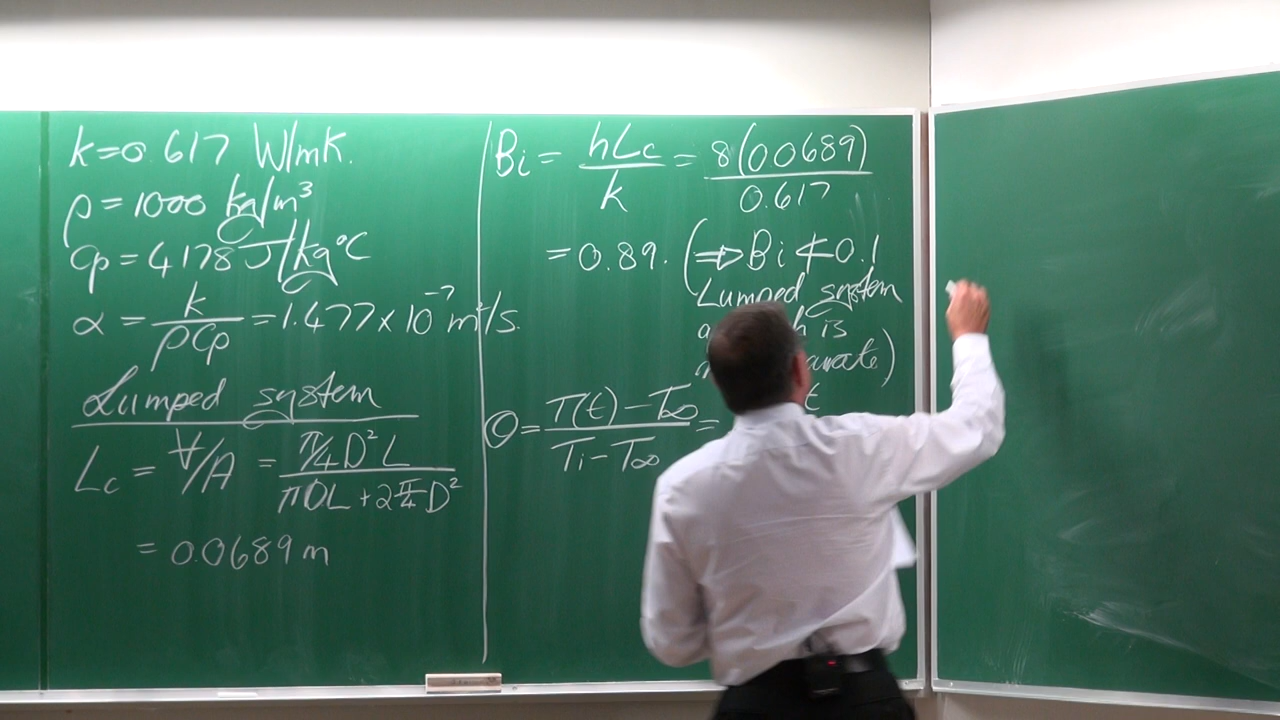 k=0.617 W/mK.
ρ=1000 kg/m³
Cp=4178 J/kg°C
α = k/ρCp = 1.477×10⁻⁷ m²/s.
Lumped system
Lc = V/A = (π/4 D² L)/(πDL + 2 π/4 D²)
= 0.0689 m
Bi = hLc/k = 8(0.0689)/0.617
= 0.89. (⇒ Bi ≮ 0.1
Lumped system
is
Θ = (T(t) – T∞)/(Ti – T∞) =